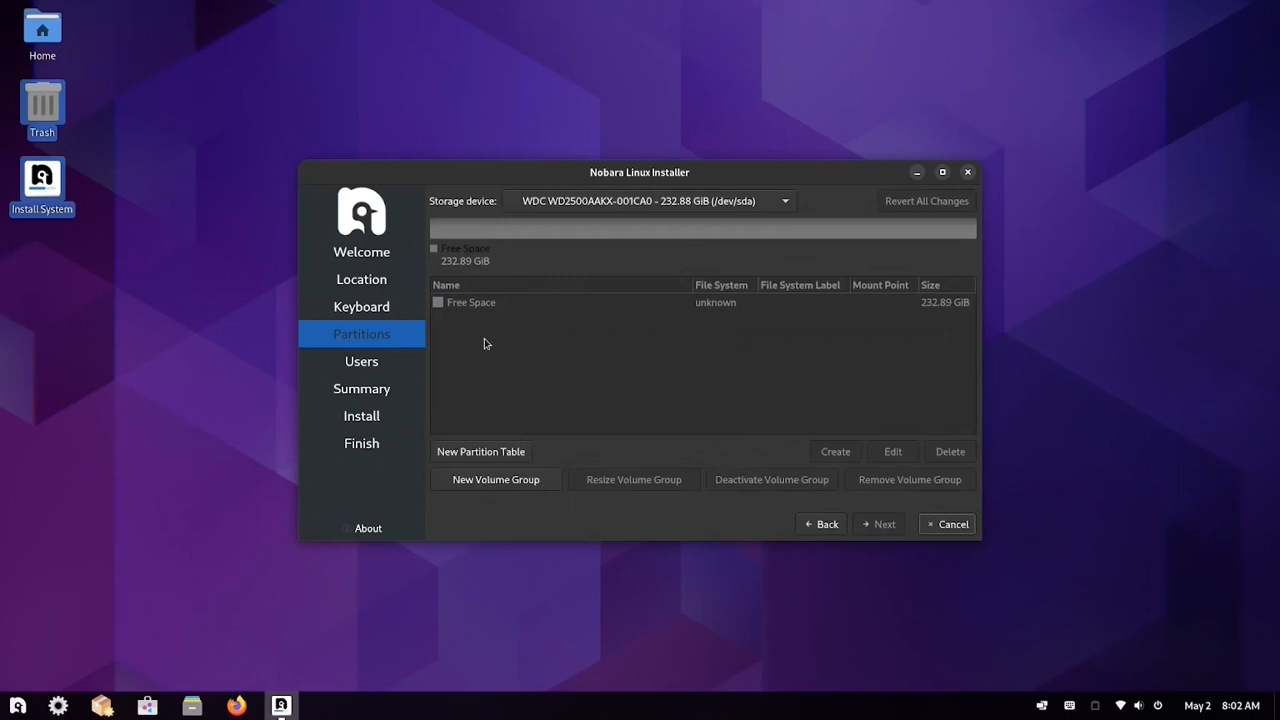 Home
Trash
Install System
Nobara Linux Installer
Welcome
Location
Keyboard
Partitions
Users
Summary
Install
Finish
About
Storage device: WDC WD2500AAKX-001CA0 - 232.88 GiB (/dev/sda) Revert All Changes
Free Space
232.89 GiB
Name File System File System Label Mount Point Size
Free Space unknown 232.89 GiB
New Partition Table Create Edit Delete
New Volume Group Resize Volume Group Deactivate Volume Group Remove Volume Group
Back Next Cancel
May 2 8:02 AM